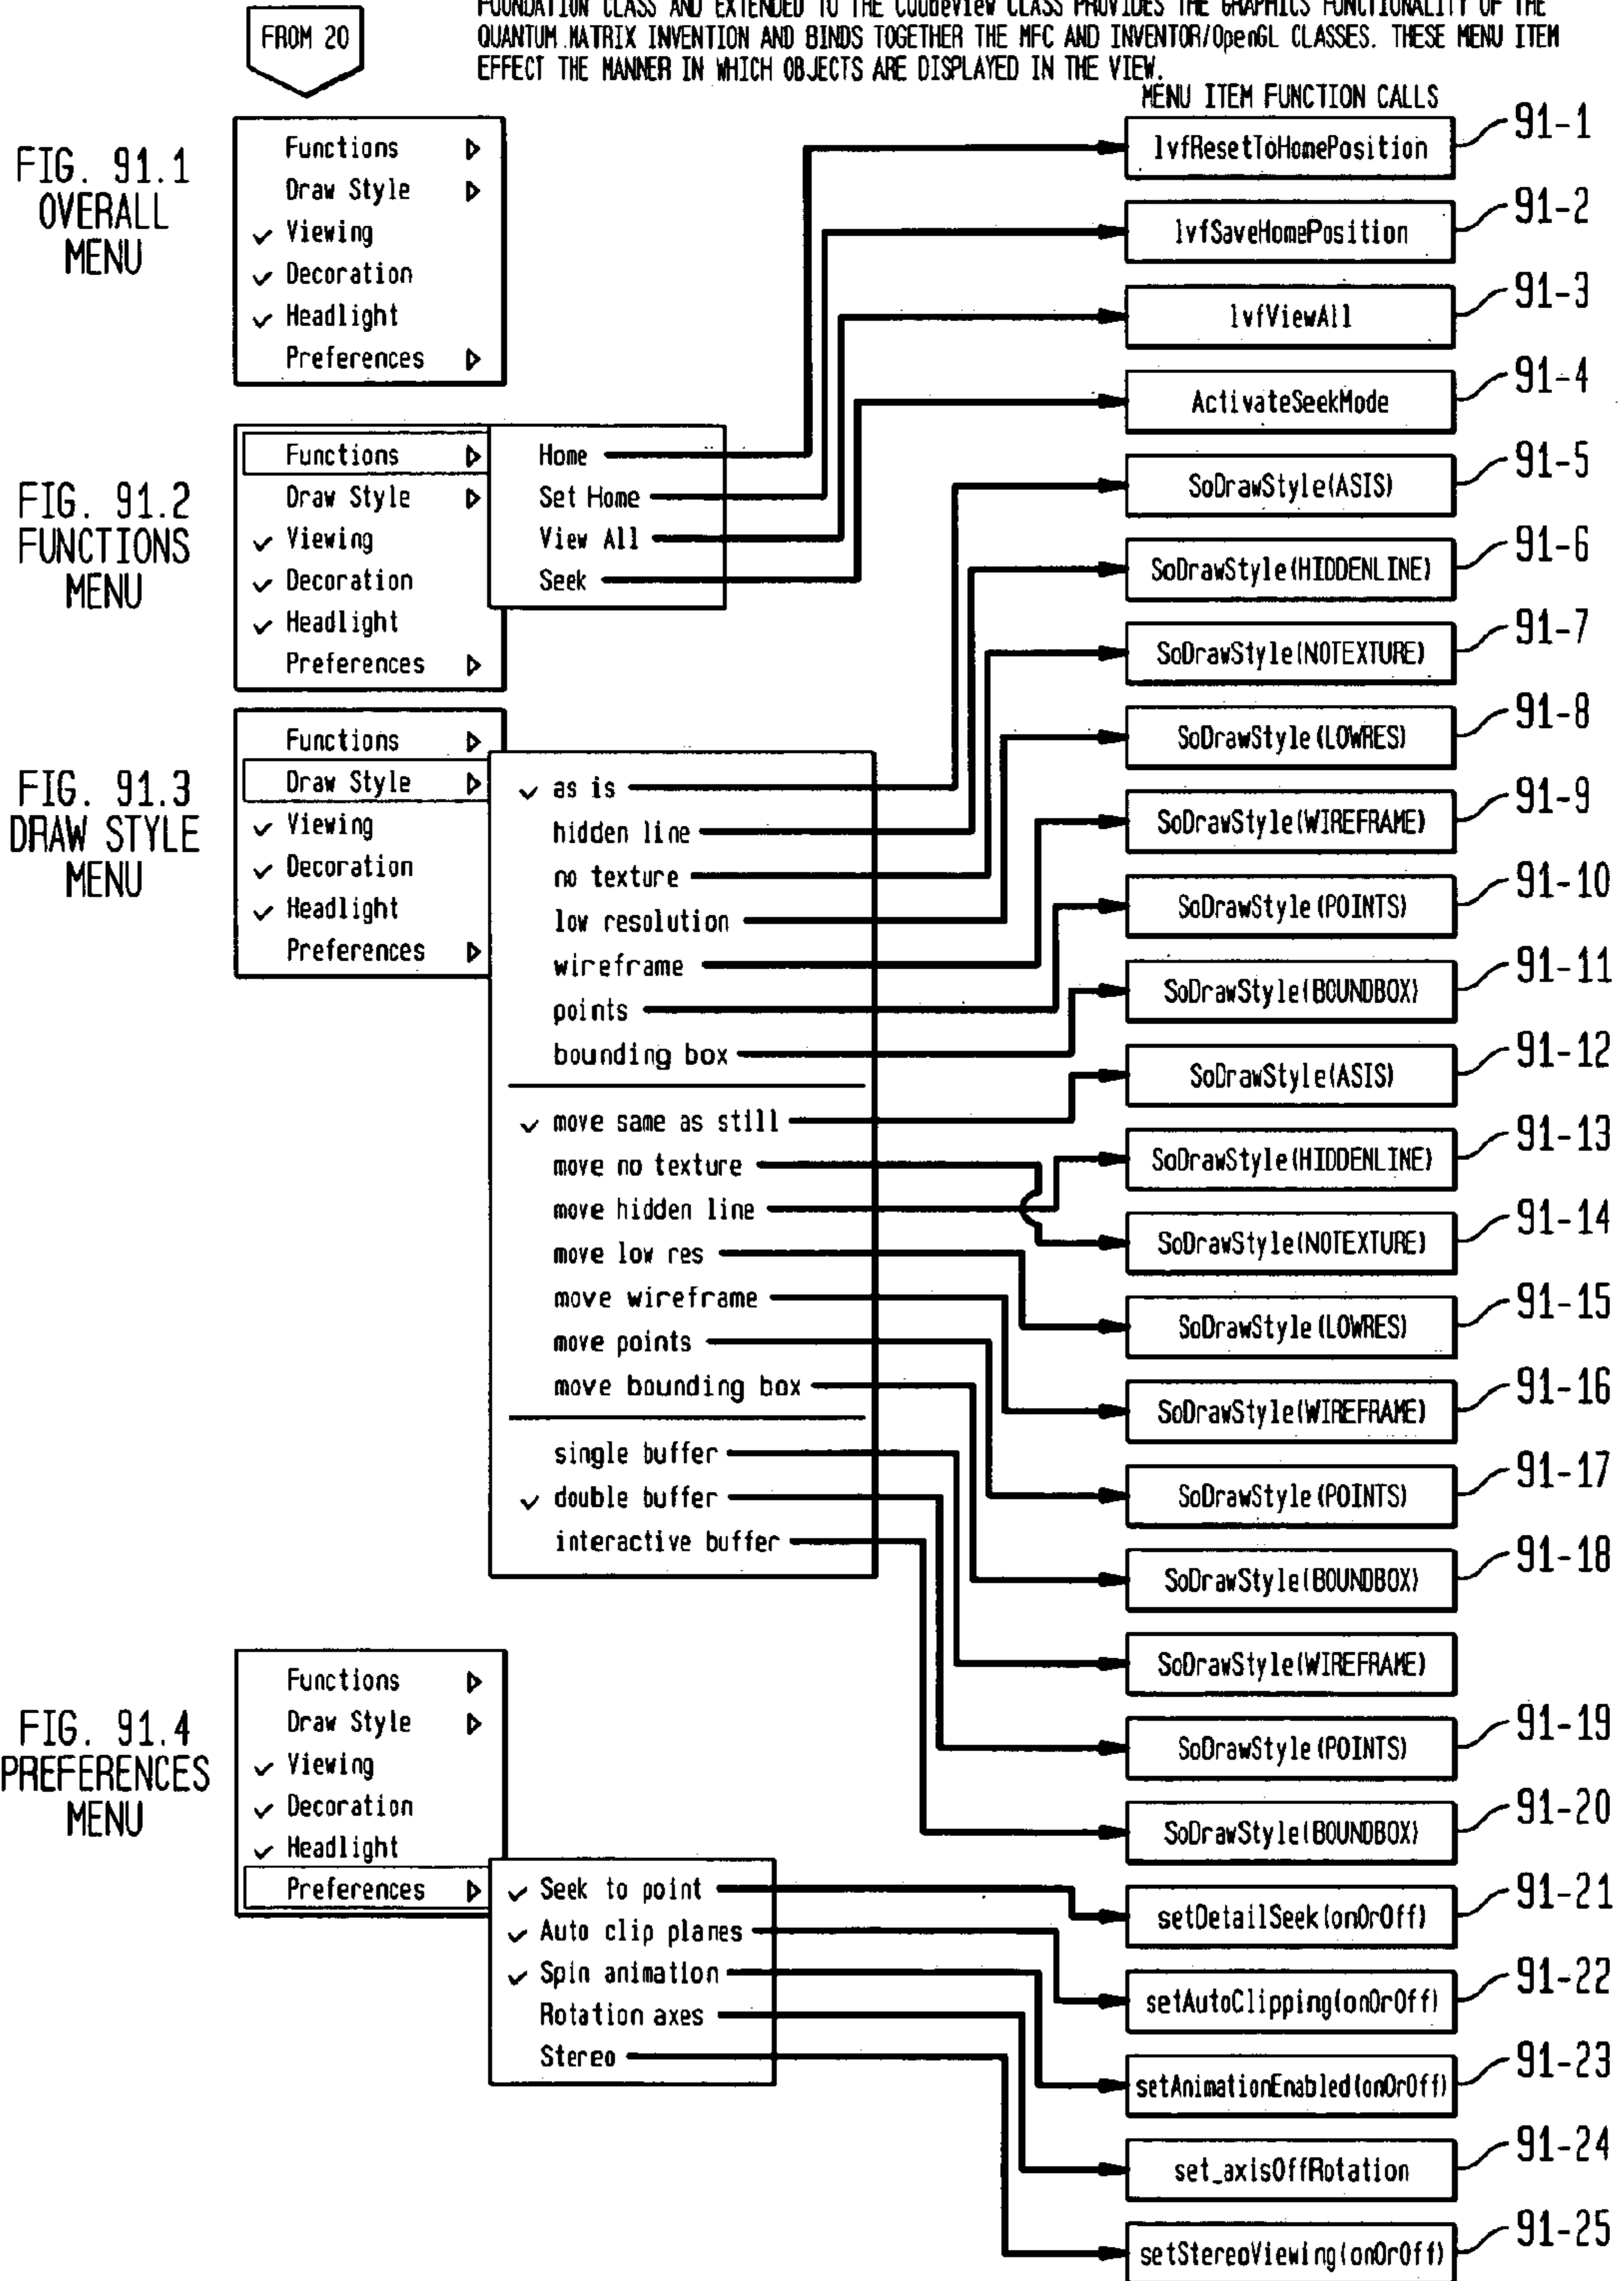 FROM 20
FOUNDATION CLASS AND EXTENDED TO THE CQubeView CLASS PROVIDES THE GRAPHICS FUNCTIONALITY OF THE
QUANTUM MATRIX INVENTION AND BINDS TOGETHER THE MFC AND INVENTOR/OpenGL CLASSES. THESE MENU ITEM
EFFECT THE MANNER IN WHICH OBJECTS ARE DISPLAYED IN THE VIEW.
MENU ITEM FUNCTION CALLS
FIG. 91.1
OVERALL
MENU
Functions
Draw Style
✓ Viewing
✓ Decoration
✓ Headlight
Preferences
FIG. 91.2
FUNCTIONS
MENU
Functions
Draw Style
✓ Viewing
✓ Decoration
✓ Headlight
Preferences
Home
Set Home
View All
Seek
FIG. 91.3
DRAW STYLE
MENU
Functions
Draw Style
✓ Viewing
✓ Decoration
✓ Headlight
Preferences
✓ as is
hidden line
no texture
low resolution
wireframe
points
bounding box
✓ move same as still
move no texture
move hidden line
move low res
move wireframe
move points
move bounding box
single buffer
✓ double buffer
interactive buffer
FIG. 91.4
PREFERENCES
MENU
Functions
Draw Style
✓ Viewing
✓ Decoration
✓ Headlight
Preferences
✓ Seek to point
✓ Auto clip planes
✓ Spin animation
Rotation axes
Stereo
lvfResetToHomePosition 91-1
lvfSaveHomePosition 91-2
lvfViewAll 91-3
ActivateSeekMode 91-4
SoDrawStyle(ASIS) 91-5
SoDrawStyle(HIDDENLINE) 91-6
SoDrawStyle(NOTEXTURE) 91-7
SoDrawStyle(LOWRES) 91-8
SoDrawStyle(WIREFRAME) 91-9
SoDrawStyle(POINTS) 91-10
SoDrawStyle(BOUNDBOX) 91-11
SoDrawStyle(ASIS) 91-12
SoDrawStyle(HIDDENLINE) 91-13
SoDrawStyle(NOTEXTURE) 91-14
SoDrawStyle(LOWRES) 91-15
SoDrawStyle(WIREFRAME) 91-16
SoDrawStyle(POINTS) 91-17
SoDrawStyle(BOUNDBOX) 91-18
SoDrawStyle(WIREFRAME)
SoDrawStyle(POINTS) 91-19
SoDrawStyle(BOUNDBOX) 91-20
setDetailSeek(onOrOff) 91-21
setAutoClipping(onOrOff) 91-22
setAnimationEnabled(onOrOff) 91-23
set_axisOffRotation 91-24
setStereoViewing(onOrOff) 91-25